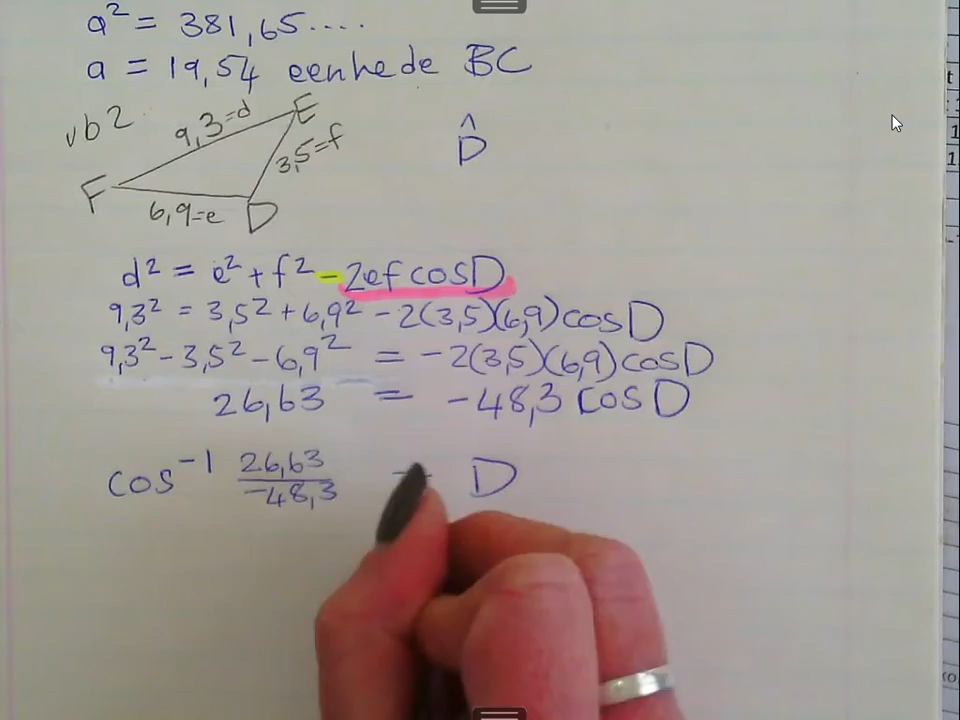 a² = 381,65....
a = 19,54 eenhede BC
vb 2
E
9,3=d
D̂
3,5=f
F
6,9=e
D
d² = e² + f² - 2ef cos D
9,3² = 3,5² + 6,9² - 2(3,5)(6,9) cos D
9,3² - 3,5² - 6,9² = -2(3,5)(6,9) cos D
26,63 = -48,3 cos D
cos⁻¹ 26,63/-48,3 D